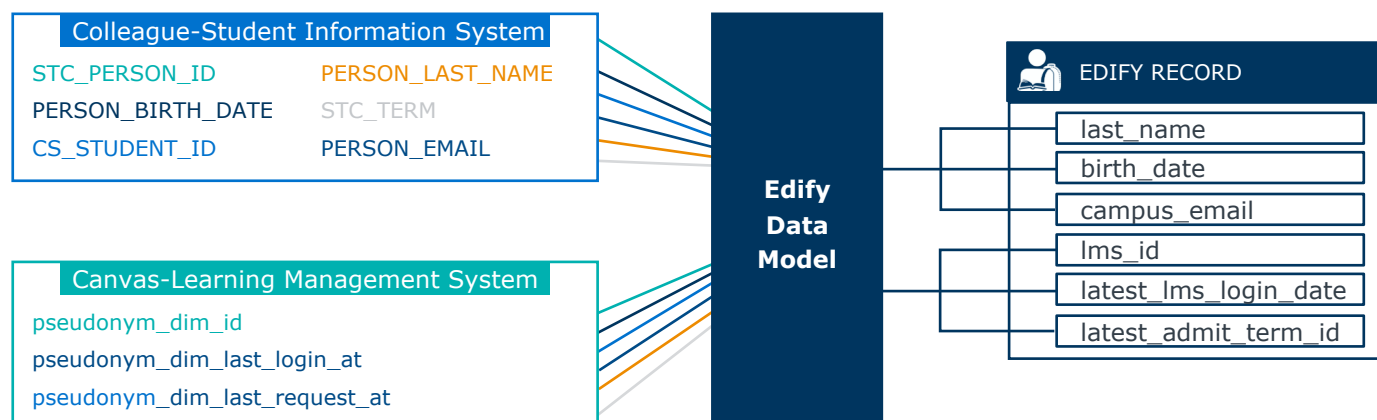 Colleague-Student Information System
STC_PERSON_ID PERSON_LAST_NAME
PERSON_BIRTH_DATE STC_TERM
CS_STUDENT_ID PERSON_EMAIL
Canvas-Learning Management System
pseudonym_dim_id
pseudonym_dim_last_login_at
pseudonym_dim_last_request_at
Edify
Data
Model
EDIFY RECORD
last_name
birth_date
campus_email
lms_id
latest_lms_login_date
latest_admit_term_id